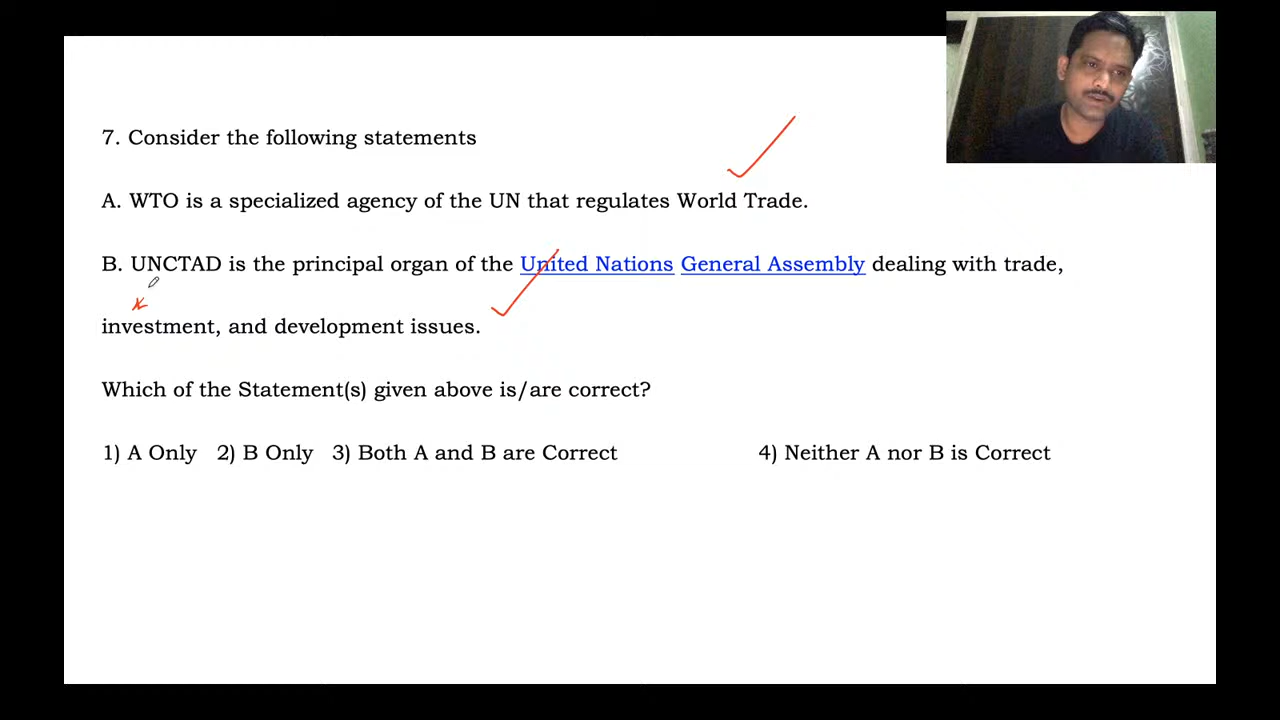 7. Consider the following statements
A. WTO is a specialized agency of the UN that regulates World Trade.
B. UNCTAD is the principal organ of the United Nations General Assembly dealing with trade,
investment, and development issues.
Which of the Statement(s) given above is/are correct?
1) A Only 2) B Only 3) Both A and B are Correct 4) Neither A nor B is Correct